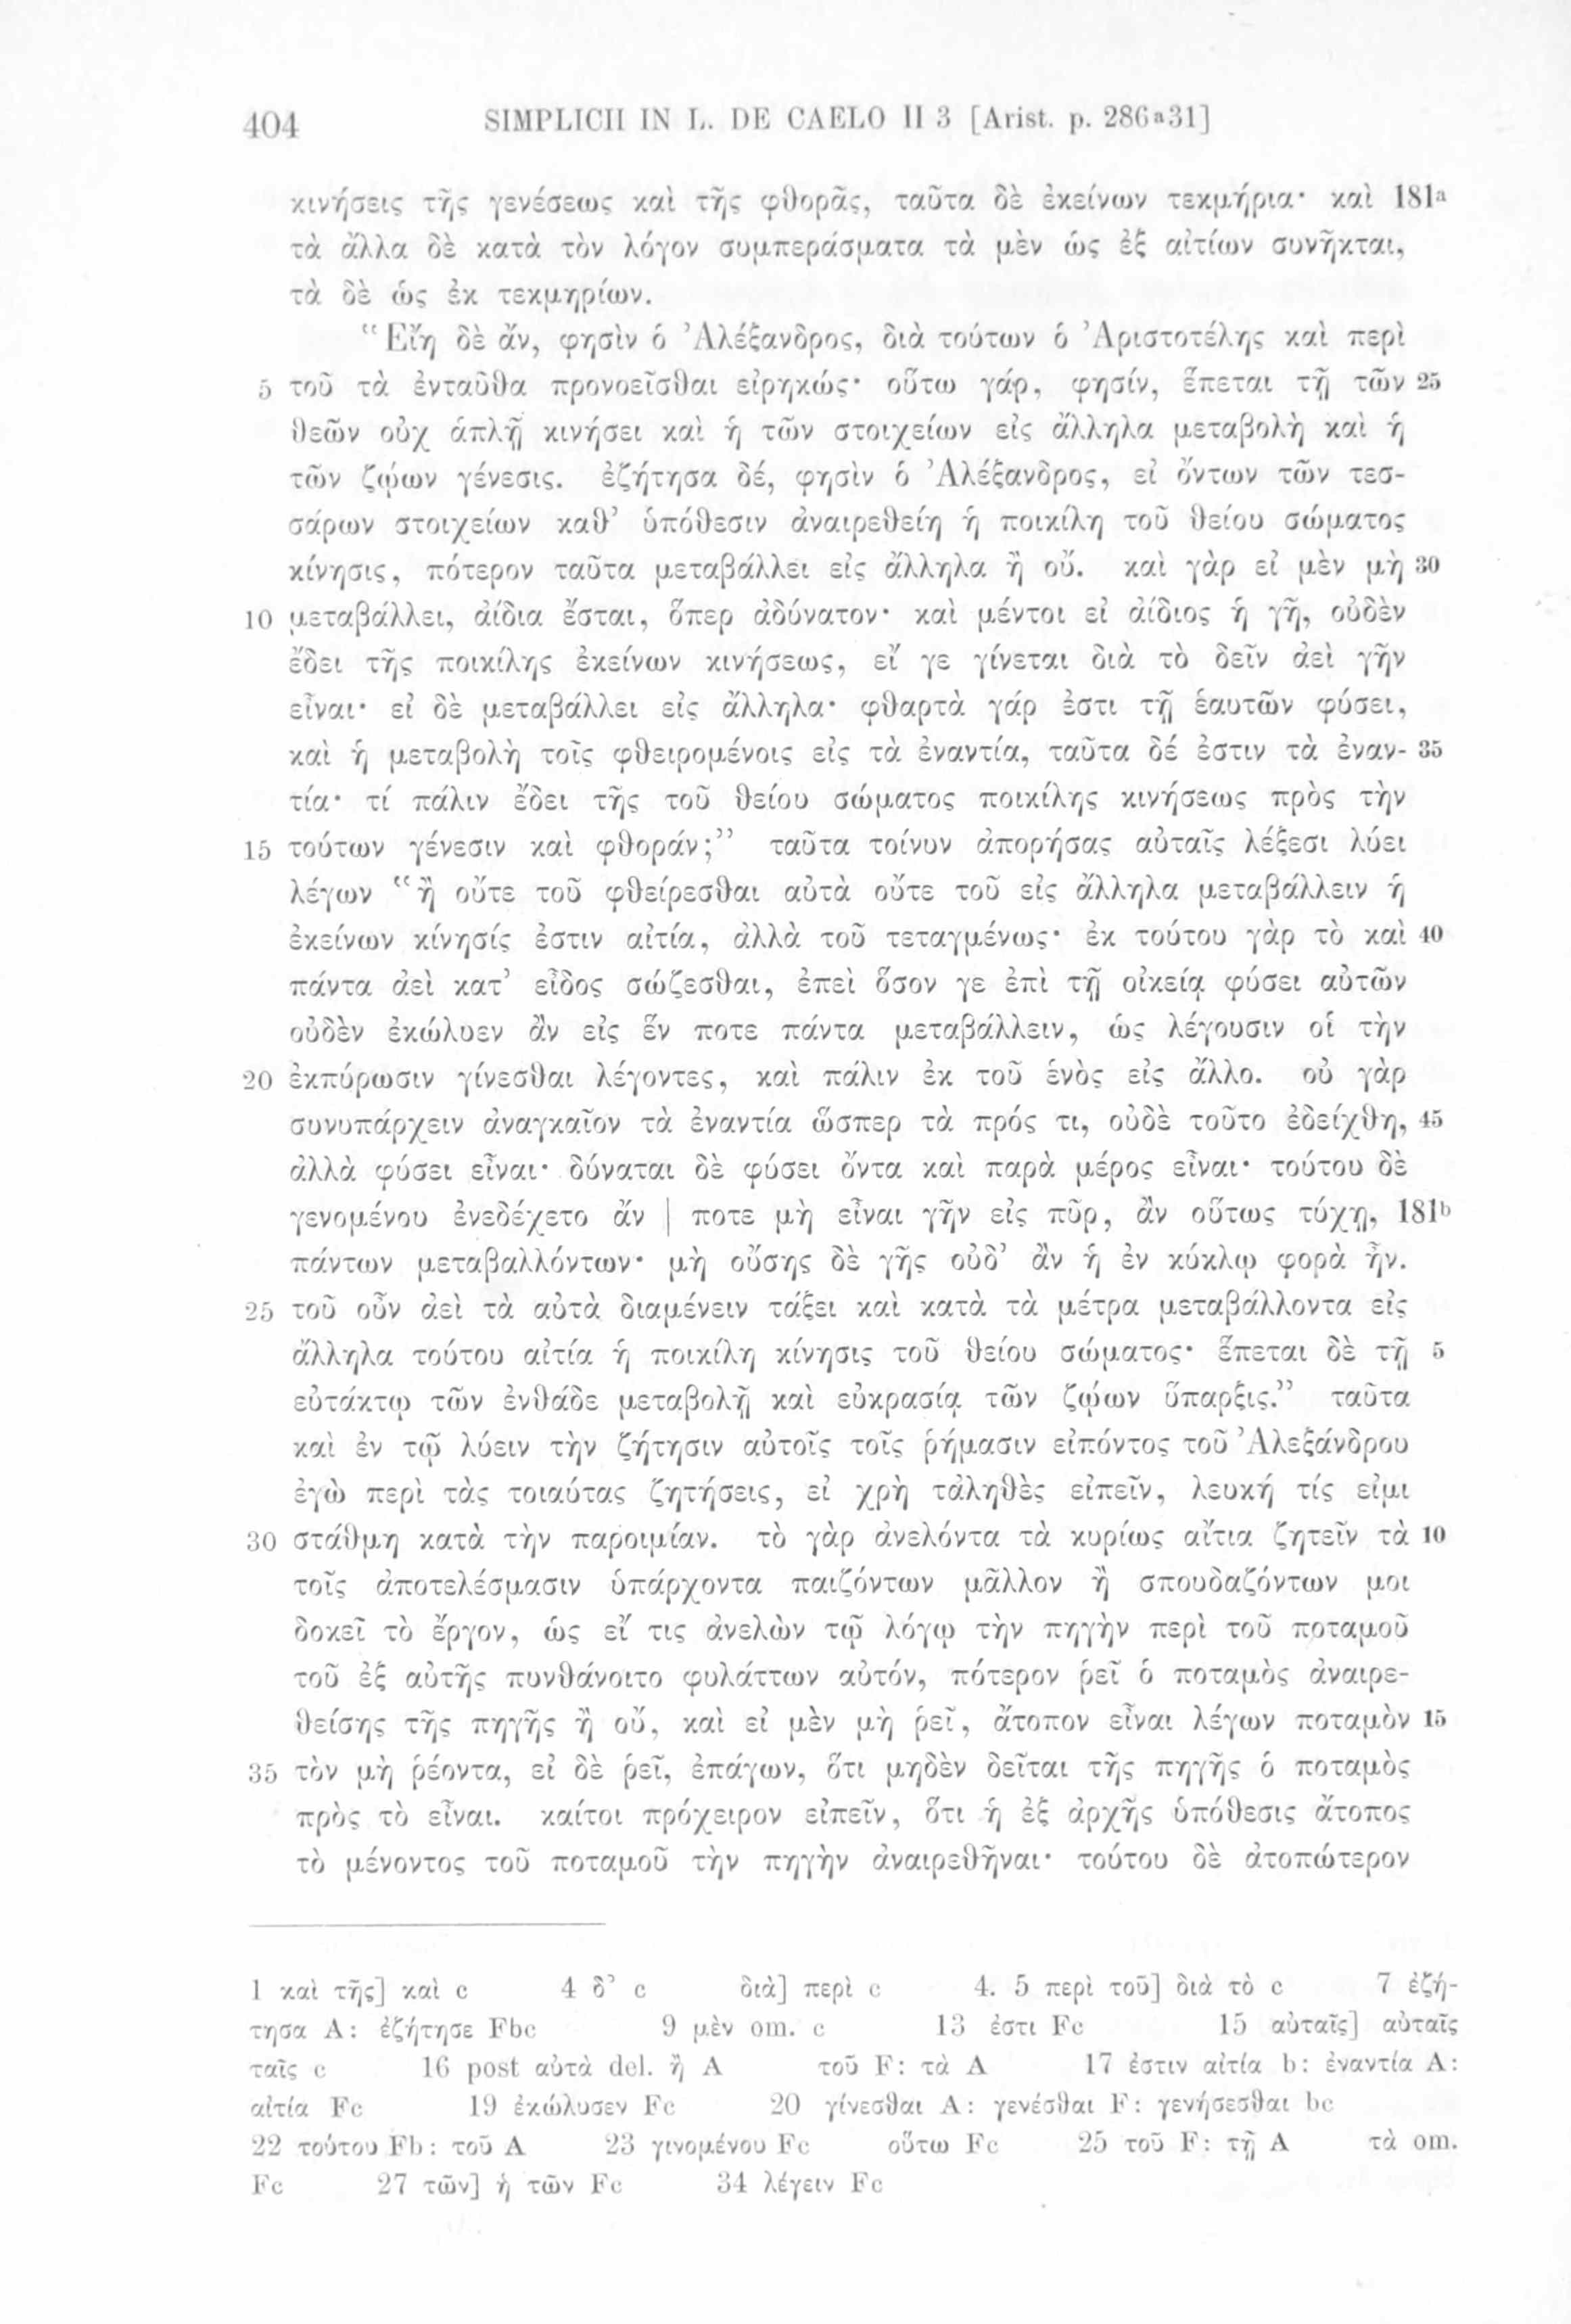 404 SIMPLICII IN L. DE CAELO II 3 [Arist. p. 286a31]
κινήσεις τῆς γενέσεως καὶ τῆς φθορᾶς, ταῦτα δὲ ἐκείνων τεκμήρια· καὶ 181a
τὰ ἄλλα δὲ κατὰ τὸν λόγον συμπεράσματα τὰ μὲν ὡς ἐξ αἰτίων συνῆκται,
τὰ δὲ ὡς ἐκ τεκμηρίων.
“Εἴη δὲ ἄν, φησὶν ὁ Ἀλέξανδρος, διὰ τούτων ὁ Ἀριστοτέλης καὶ περὶ
5 τοῦ τὰ ἐνταῦθα προνοεῖσθαι εἰρηκώς· οὕτω γάρ, φησίν, ἕπεται τῇ τῶν 25
θεῶν οὐχ ἁπλῇ κινήσει καὶ ἡ τῶν στοιχείων εἰς ἄλληλα μεταβολὴ καὶ ἡ
τῶν ζῴων γένεσις. ἐζήτησα δέ, φησὶν ὁ Ἀλέξανδρος, εἰ ὄντων τῶν τεσ-
σάρων στοιχείων καθ’ ὑπόθεσιν ἀναιρεθείη ἡ ποικίλη τοῦ θείου σώματος
κίνησις, πότερον ταῦτα μεταβάλλει εἰς ἄλληλα ἢ οὔ. καὶ γὰρ εἰ μὲν μὴ 30
10 μεταβάλλει, ἀίδια ἔσται, ὅπερ ἀδύνατον· καὶ μέντοι εἰ ἀίδιος ἡ γῆ, οὐδὲν
ἔδει τῆς ποικίλης ἐκείνων κινήσεως, εἴ γε γίνεται διὰ τὸ δεῖν ἀεὶ γῆν
εἶναι· εἰ δὲ μεταβάλλει εἰς ἄλληλα· φθαρτὰ γάρ ἐστι τῇ ἑαυτῶν φύσει,
καὶ ἡ μεταβολὴ τοῖς φθειρομένοις εἰς τὰ ἐναντία, ταῦτα δέ ἐστιν τὰ ἐναν- 35
τία· τί πάλιν ἔδει τῆς τοῦ θείου σώματος ποικίλης κινήσεως πρὸς τὴν
15 τούτων γένεσιν καὶ φθοράν;” ταῦτα τοίνυν ἀπορήσας αὐταῖς λέξεσι λύει
λέγων “ἢ οὔτε τοῦ φθείρεσθαι αὐτὰ οὔτε τοῦ εἰς ἄλληλα μεταβάλλειν ἡ
ἐκείνων κίνησίς ἐστιν αἰτία, ἀλλὰ τοῦ τεταγμένως· ἐκ τούτου γὰρ τὸ καὶ 40
πάντα ἀεὶ κατ’ εἶδος σώζεσθαι, ἐπεὶ ὅσον γε ἐπὶ τῇ οἰκείᾳ φύσει αὐτῶν
οὐδὲν ἐκώλυεν ἂν εἰς ἕν ποτε πάντα μεταβάλλειν, ὡς λέγουσιν οἱ τὴν
20 ἐκπύρωσιν γίνεσθαι λέγοντες, καὶ πάλιν ἐκ τοῦ ἑνὸς εἰς ἄλλο. οὐ γὰρ
συνυπάρχειν ἀναγκαῖον τὰ ἐναντία ὥσπερ τὰ πρός τι, οὐδὲ τοῦτο ἐδείχθη, 45
ἀλλὰ φύσει εἶναι· δύναται δὲ φύσει ὄντα καὶ παρὰ μέρος εἶναι· τούτου δὲ
γενομένου ἐνεδέχετο ἄν | ποτε μὴ εἶναι γῆν εἰς πῦρ, ἂν οὕτως τύχῃ, 181b
πάντων μεταβαλλόντων· μὴ οὔσης δὲ γῆς οὐδ’ ἂν ἡ ἐν κύκλῳ φορὰ ἦν.
25 τοῦ οὖν ἀεὶ τὰ αὐτὰ διαμένειν τάξει καὶ κατὰ τὰ μέτρα μεταβάλλοντα εἰς
ἄλληλα τούτου αἰτία ἡ ποικίλη κίνησις τοῦ θείου σώματος· ἕπεται δὲ τῇ 5
εὐτάκτῳ τῶν ἐνθάδε μεταβολῇ καὶ εὐκρασίᾳ τῶν ζῴων ὕπαρξις.” ταῦτα
καὶ ἐν τῷ λύειν τὴν ζήτησιν αὐτοῖς τοῖς ῥήμασιν εἰπόντος τοῦ Ἀλεξάνδρου
ἐγὼ περὶ τὰς τοιαύτας ζητήσεις, εἰ χρὴ τἀληθὲς εἰπεῖν, λευκή τίς εἰμι
30 στάθμη κατὰ τὴν παροιμίαν. τὸ γὰρ ἀνελόντα τὰ κυρίως αἴτια ζητεῖν τὰ 10
τοῖς ἀποτελέσμασιν ὑπάρχοντα παιζόντων μᾶλλον ἢ σπουδαζόντων μοι
δοκεῖ τὸ ἔργον, ὡς εἴ τις ἀνελὼν τῷ λόγῳ τὴν πηγὴν περὶ τοῦ ποταμοῦ
τοῦ ἐξ αὐτῆς πυνθάνοιτο φυλάττων αὐτόν, πότερον ῥεῖ ὁ ποταμὸς ἀναιρε-
θείσης τῆς πηγῆς ἢ οὔ, καὶ εἰ μὲν μὴ ῥεῖ, ἄτοπον εἶναι λέγων ποταμὸν 15
35 τὸν μὴ ῥέοντα, εἰ δὲ ῥεῖ, ἐπάγων, ὅτι μηδὲν δεῖται τῆς πηγῆς ὁ ποταμὸς
πρὸς τὸ εἶναι. καίτοι πρόχειρον εἰπεῖν, ὅτι ἡ ἐξ ἀρχῆς ὑπόθεσις ἄτοπος
τὸ μένοντος τοῦ ποταμοῦ τὴν πηγὴν ἀναιρεθῆναι· τούτου δὲ ἀτοπώτερον
1 καὶ τῆς] καὶ c 4 δ’ c διὰ] περὶ c 4. 5 περὶ τοῦ] διὰ τὸ c 7 ἐζή-
τησα A: ἐζήτησε Fbc 9 μὲν om. c 13 ἐστι Fc 15 αὐταῖς] αὐταῖς
ταῖς c 16 post αὐτὰ del. ἢ A τοῦ F: τὰ A 17 ἐστιν αἰτία b: ἐναντία A:
αἰτία Fc 19 ἐκώλυσεν Fc 20 γίνεσθαι A: γενέσθαι F: γενήσεσθαι bc
22 τούτου Fb: τοῦ A 23 γινομένου Fc οὕτω Fc 25 τοῦ F: τῇ A τὰ om.
Fc 27 τῶν] ἡ τῶν Fc 34 λέγειν Fc